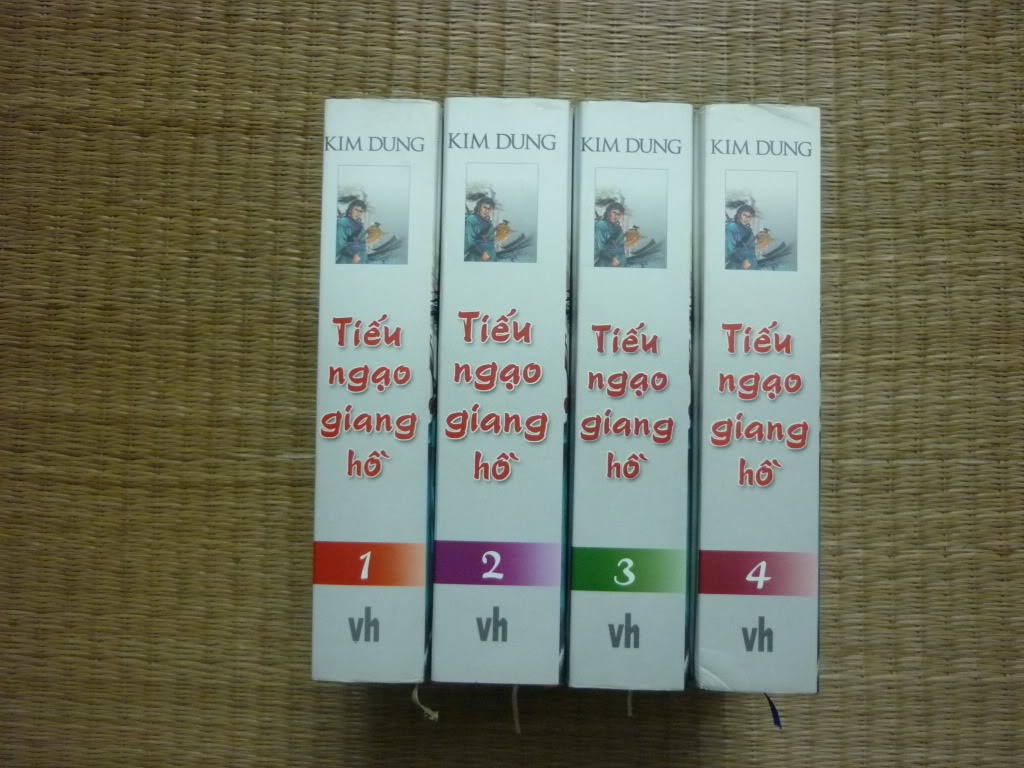 KIM DUNG
Tiếu
ngạo
giang
hồ
1
vh
KIM DUNG
Tiếu
ngạo
giang
hồ
2
vh
KIM DUNG
Tiếu
ngạo
giang
hồ
3
vh
KIM DUNG
Tiếu
ngạo
giang
hồ
4
vh